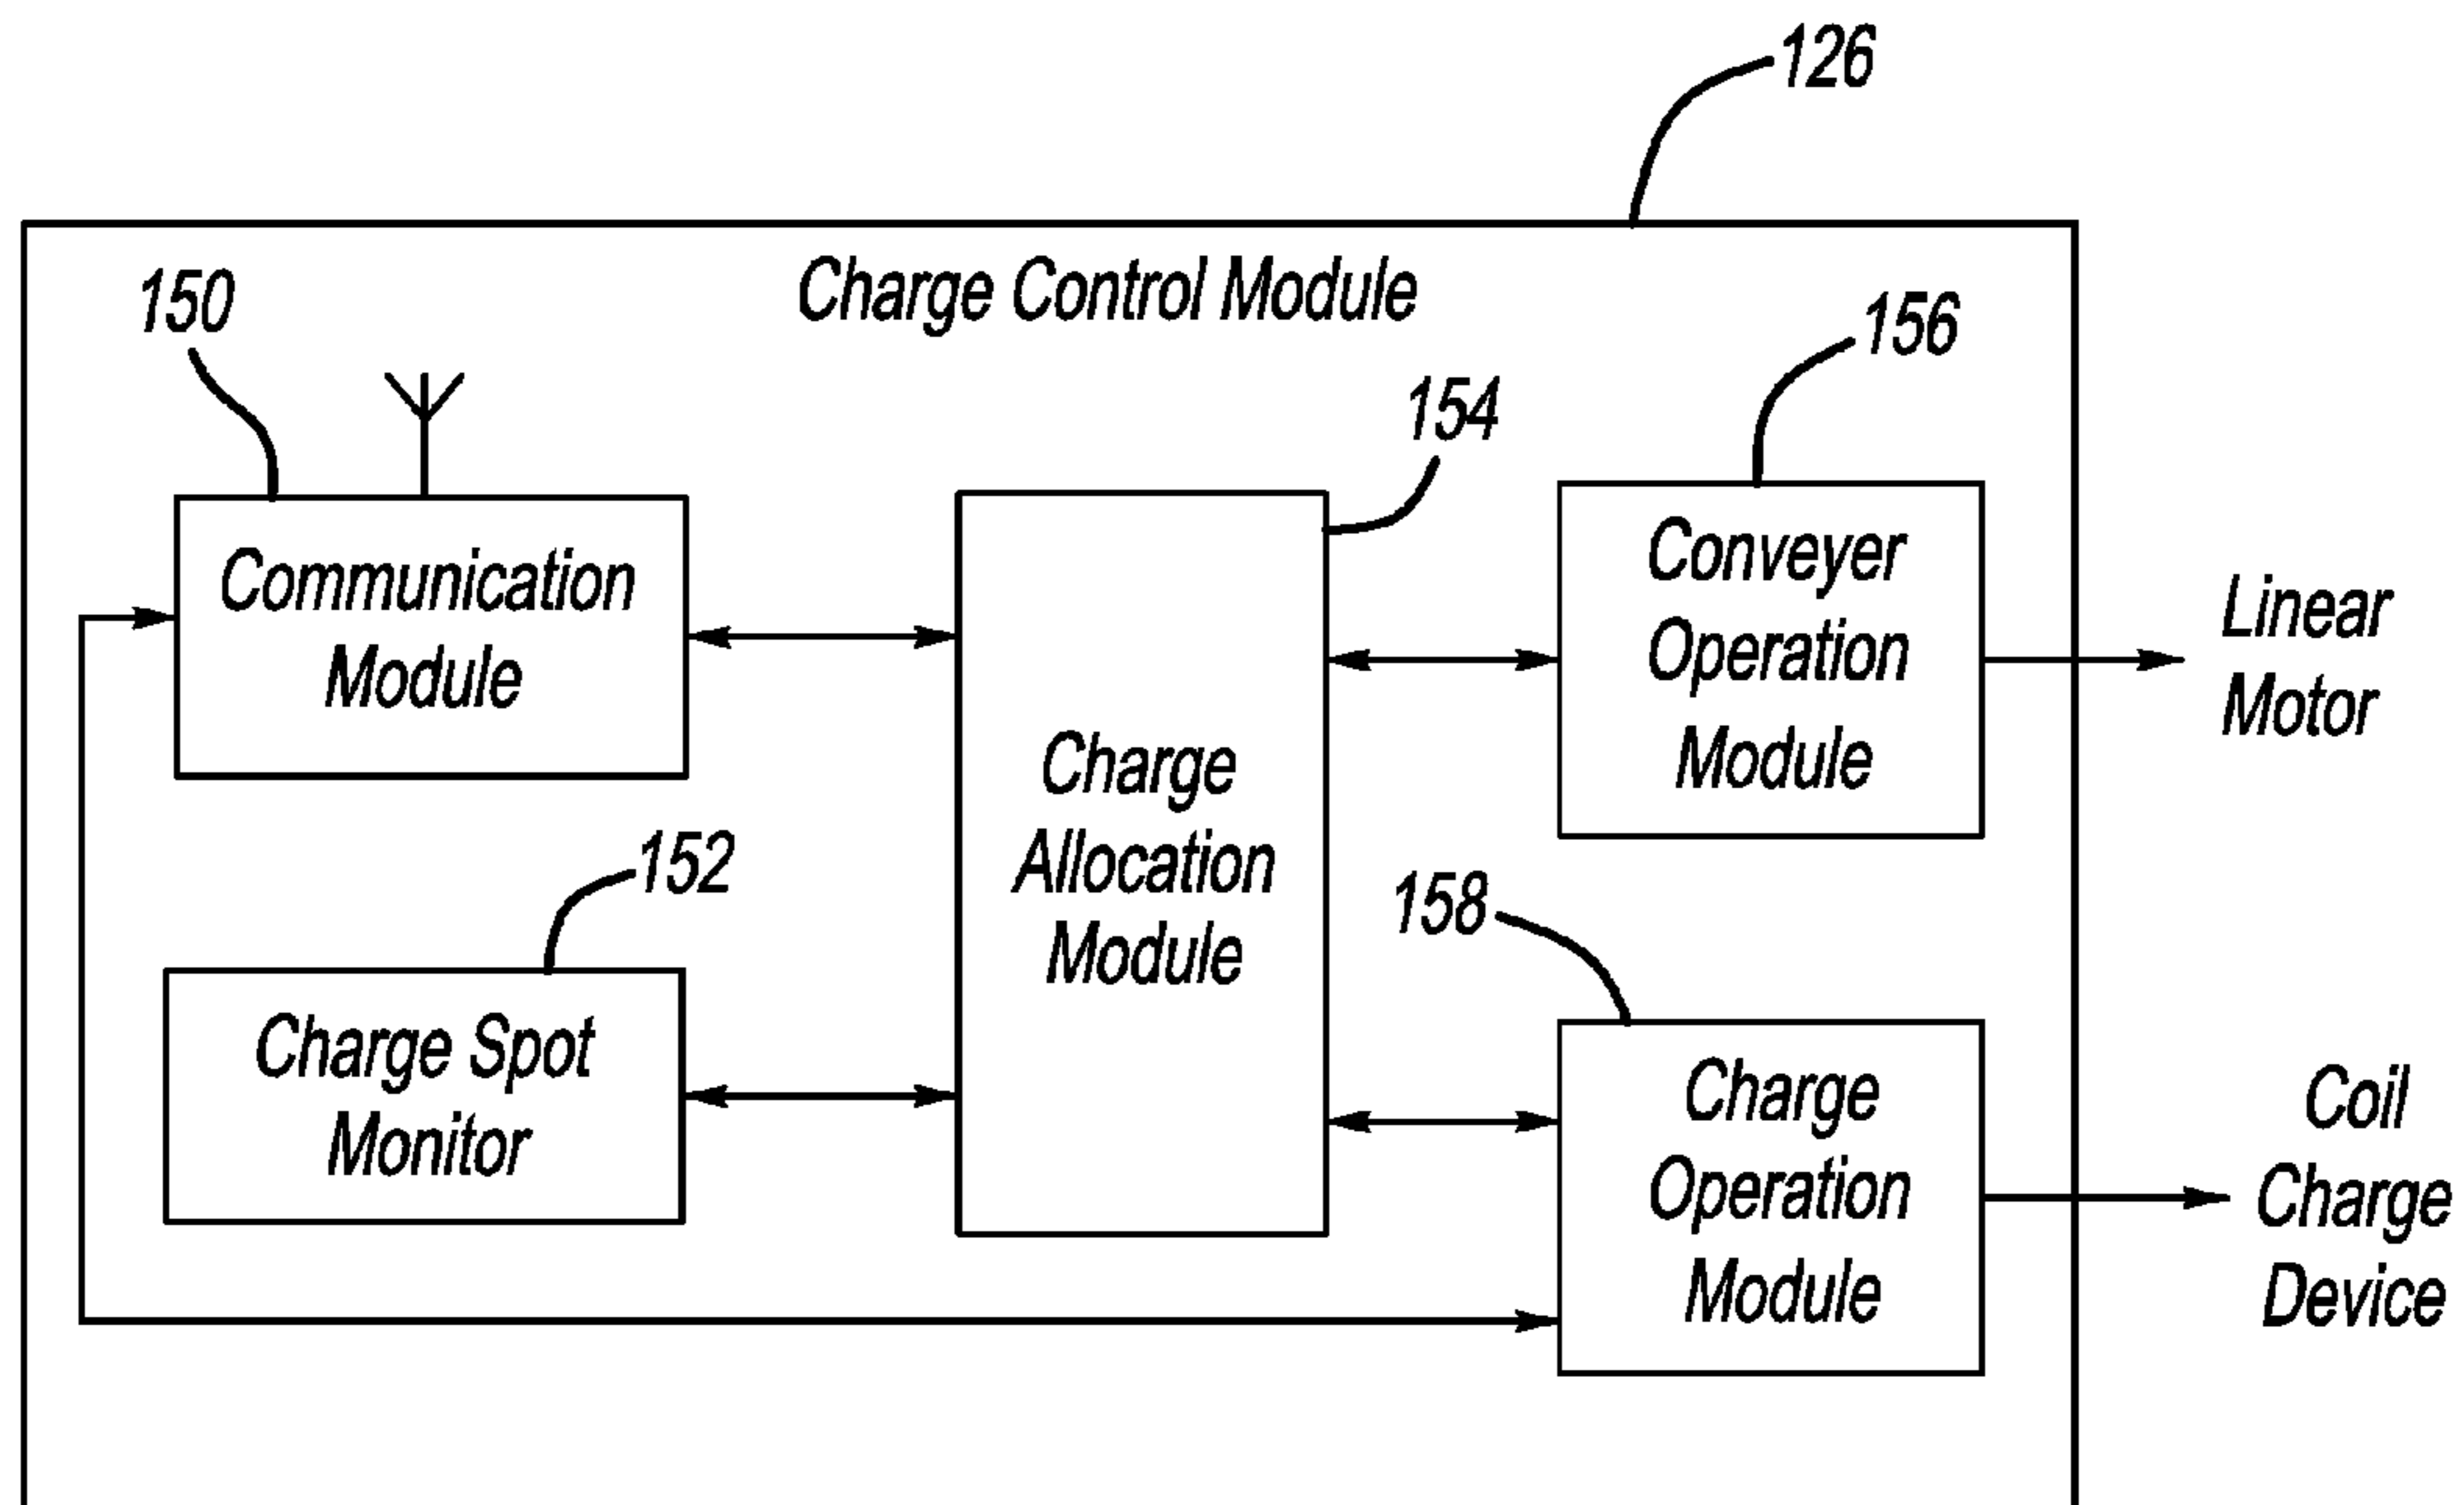 126
Charge Control Module
150
156
154
Communication
Module
Conveyer
Operation
Module
Linear
Motor
Charge
Allocation
Module
152
158
Charge Spot
Monitor
Charge
Operation
Module
Coil
Charge
Device